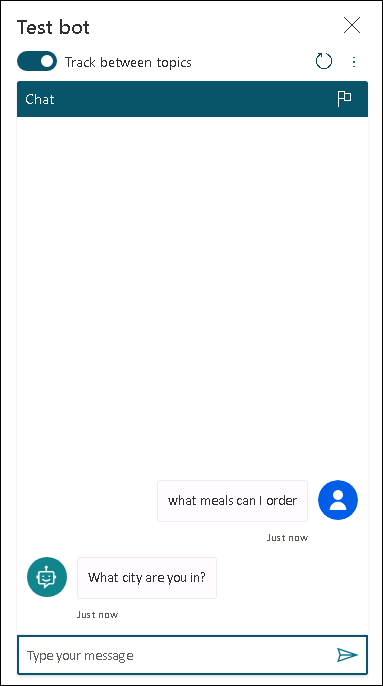 Test bot
Track between topics
Chat
what meals can I order
Just now
What city are you in?
Just now
Type your message